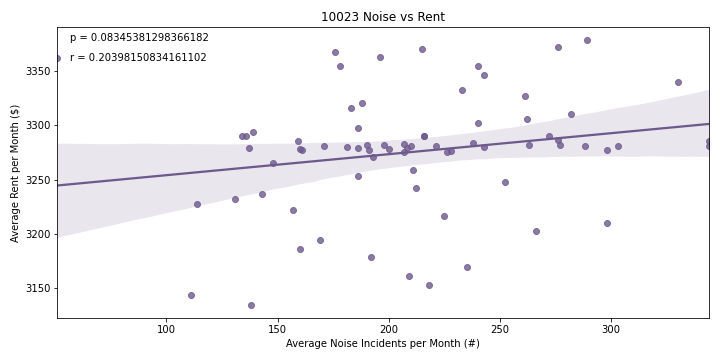 10023 Noise vs Rent
p = 0.08345381298366182
r = 0.20398150834161102
Average Rent per Month ($)
3350
3300
3250
3200
3150
100 150 200 250 300
Average Noise Incidents per Month (#)